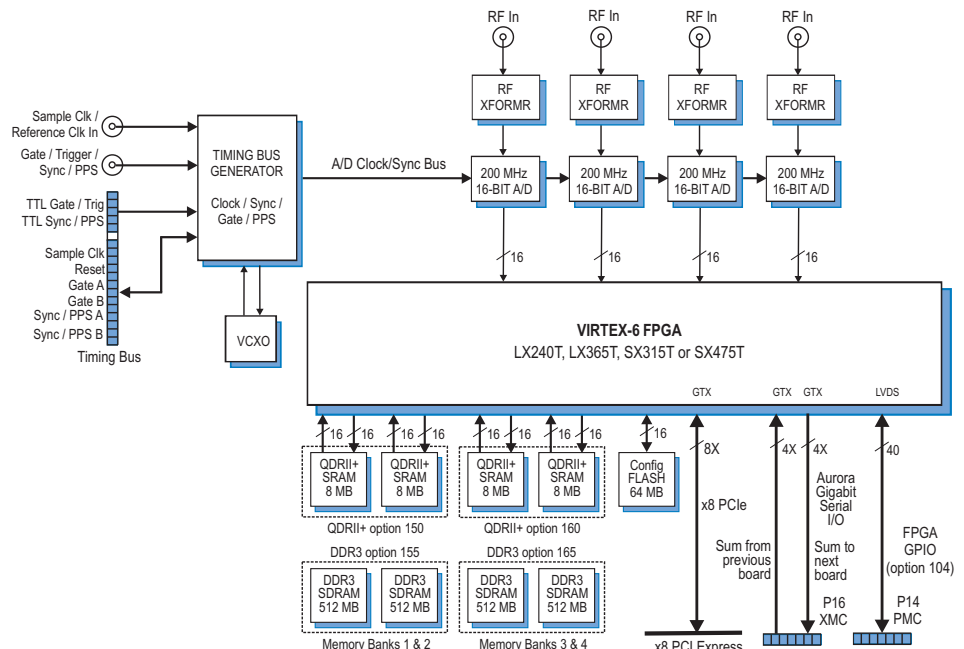 RF In
RF In
RF In
RF In
RF
XFORMR
RF
XFORMR
RF
XFORMR
RF
XFORMR
Sample Clk /
Reference Clk In
Gate / Trigger /
Sync / PPS
TTL Gate / Trig
TTL Sync / PPS
Sample Clk
Reset
Gate A
Gate B
Sync / PPS A
Sync / PPS B
Timing Bus
TIMING BUS
GENERATOR
Clock / Sync /
Gate / PPS
VCXO
A/D Clock/Sync Bus
200 MHz
16-BIT A/D
200 MHz
16-BIT A/D
200 MHz
16-BIT A/D
200 MHz
16-BIT A/D
16
16
16
16
VIRTEX-6 FPGA
LX240T, LX365T, SX315T or SX475T
GTX
GTX
GTX
LVDS
16
16
16
16
16
16
16
16
16
8X
4X
4X
40
QDRII+
SRAM
8 MB
QDRII+
SRAM
8 MB
QDRII+
SRAM
8 MB
QDRII+
SRAM
8 MB
Config
FLASH
64 MB
QDRII+ option 150
QDRII+ option 160
DDR3 option 155
DDR3 option 165
DDR3
SDRAM
512 MB
DDR3
SDRAM
512 MB
DDR3
SDRAM
512 MB
DDR3
SDRAM
512 MB
Memory Banks 1 & 2
Memory Banks 3 & 4
x8 PCIe
x8 PCI Express
Sum from
previous
board
Aurora
Gigabit
Serial
I/O
Sum to
next
board
P16
XMC
FPGA
GPIO
(option 104)
P14
PMC